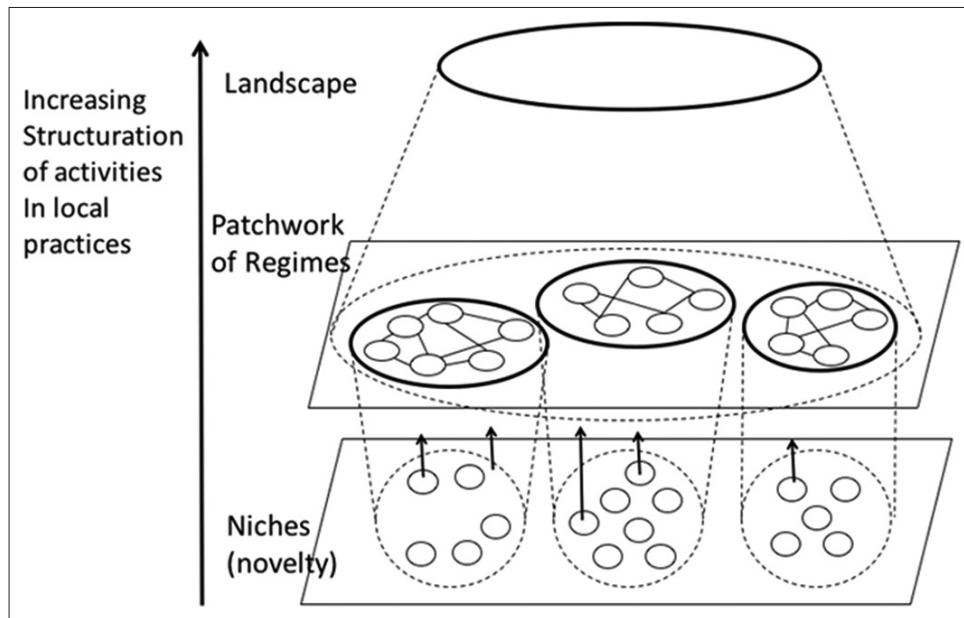 Increasing
Structuration
of activities
In local
practices
Landscape
Patchwork
of Regimes
Niches
(novelty)